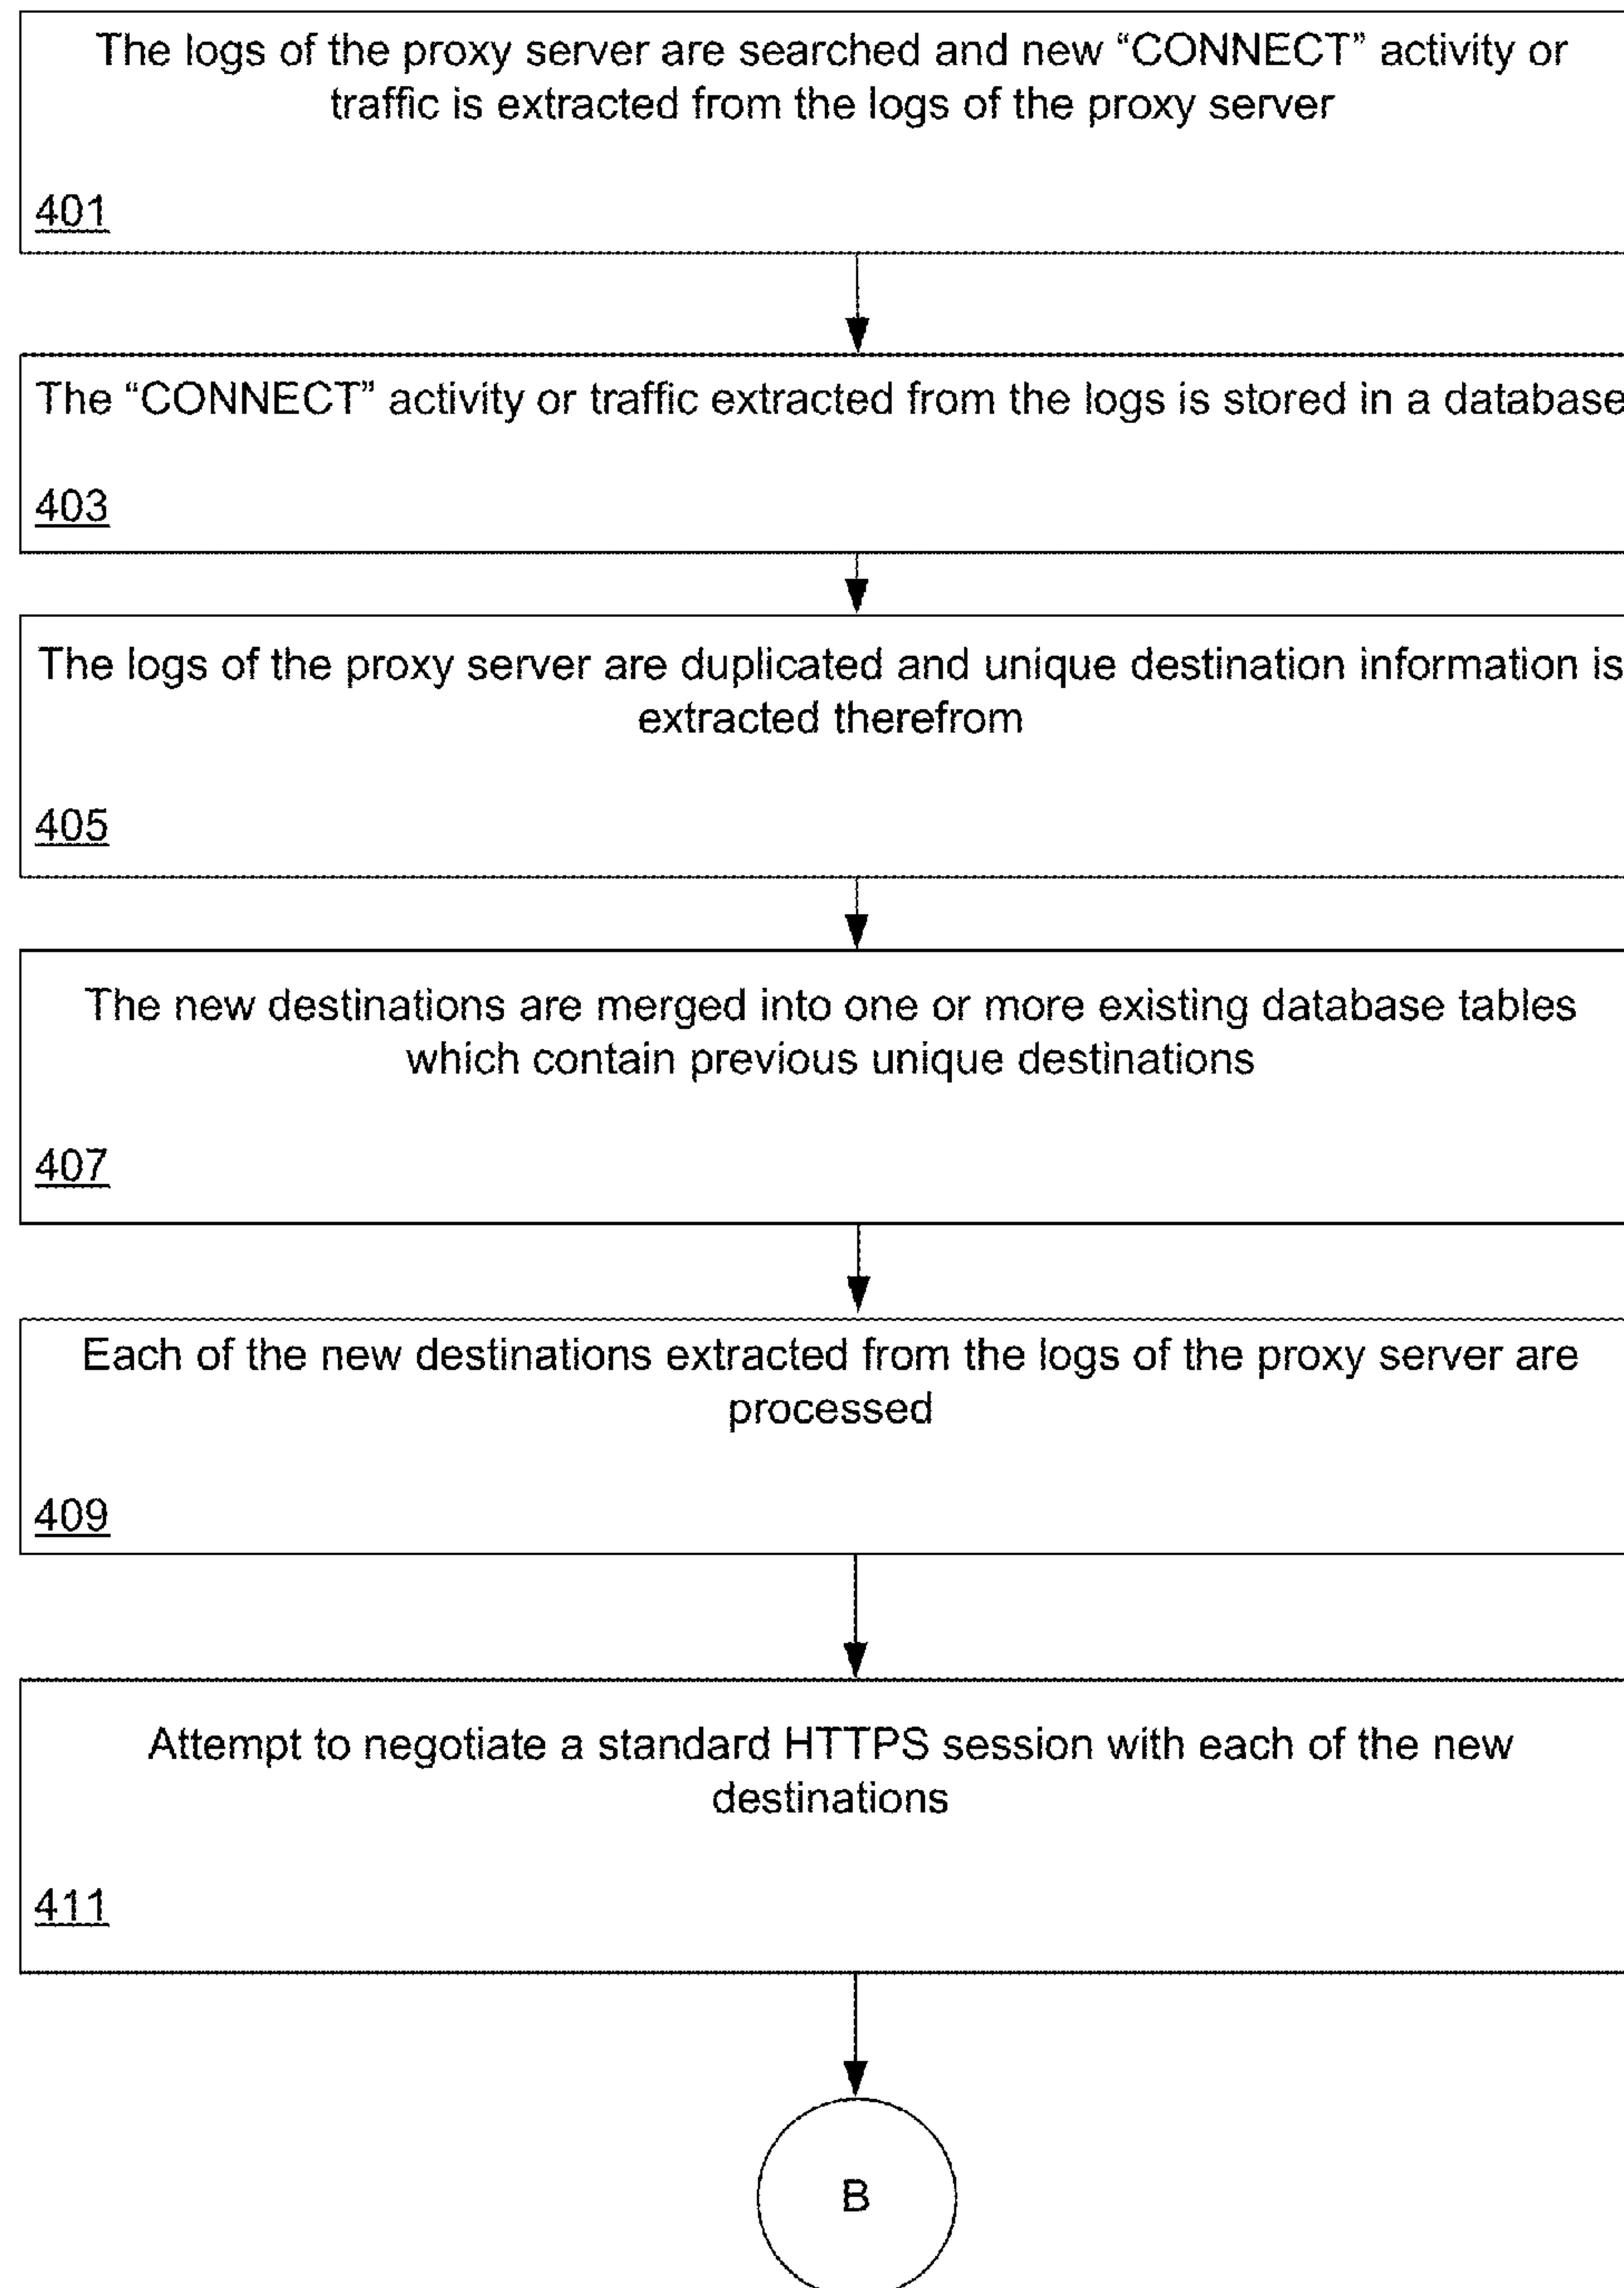 The logs of the proxy server are searched and new “CONNECT” activity or
traffic is extracted from the logs of the proxy server
401
The “CONNECT” activity or traffic extracted from the logs is stored in a database
403
The logs of the proxy server are duplicated and unique destination information is
extracted therefrom
405
The new destinations are merged into one or more existing database tables
which contain previous unique destinations
407
Each of the new destinations extracted from the logs of the proxy server are
processed
409
Attempt to negotiate a standard HTTPS session with each of the new
destinations
411
B